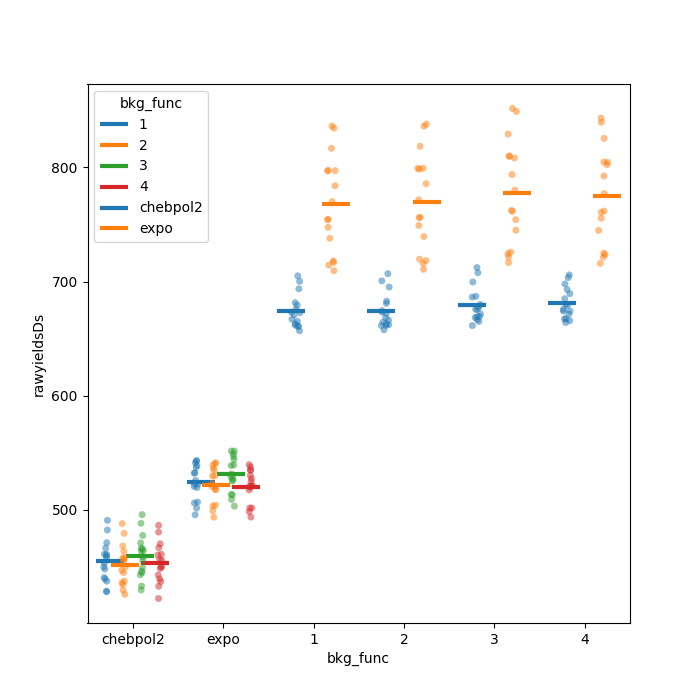 bkg_func
1
2
3
4
chebpol2
expo
800
700
600
500
rawyieldsDs
chebpol2 expo 1 2 3 4
bkg_func